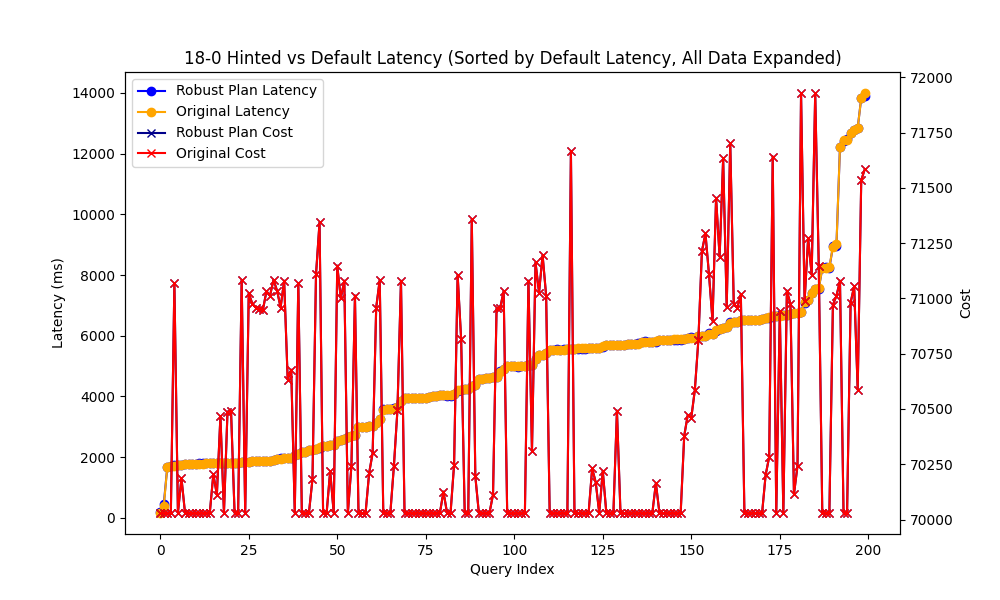 18-0 Hinted vs Default Latency (Sorted by Default Latency, All Data Expanded)
Robust Plan Latency
Original Latency
Robust Plan Cost
Original Cost
Latency (ms)
14000
12000
10000
8000
6000
4000
2000
0
72000
71750
71500
71250
71000
70750
70500
70250
70000
Cost
0 25 50 75 100 125 150 175 200
Query Index